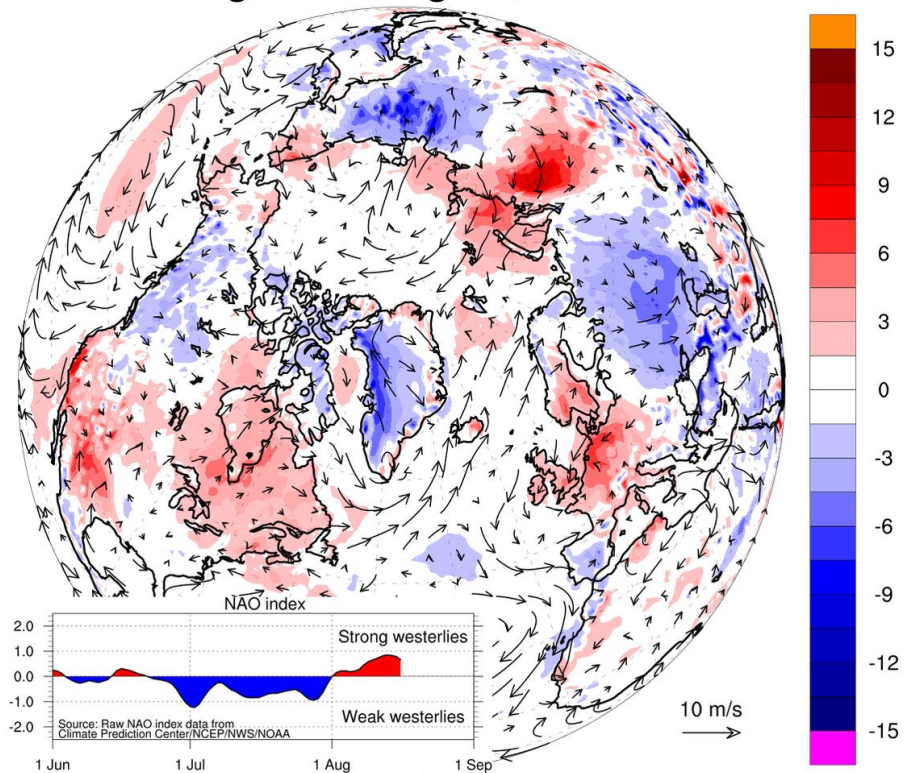 15
12
9
6
3
0
-3
-6
-9
-12
-15
NAO index
2.0
1.0
0.0
-1.0
-2.0
Strong westerlies
Weak westerlies
Source: Raw NAO index data from
Climate Prediction Center/NCEP/NWS/NOAA
1 Jun
1 Jul
1 Aug
1 Sep
10 m/s